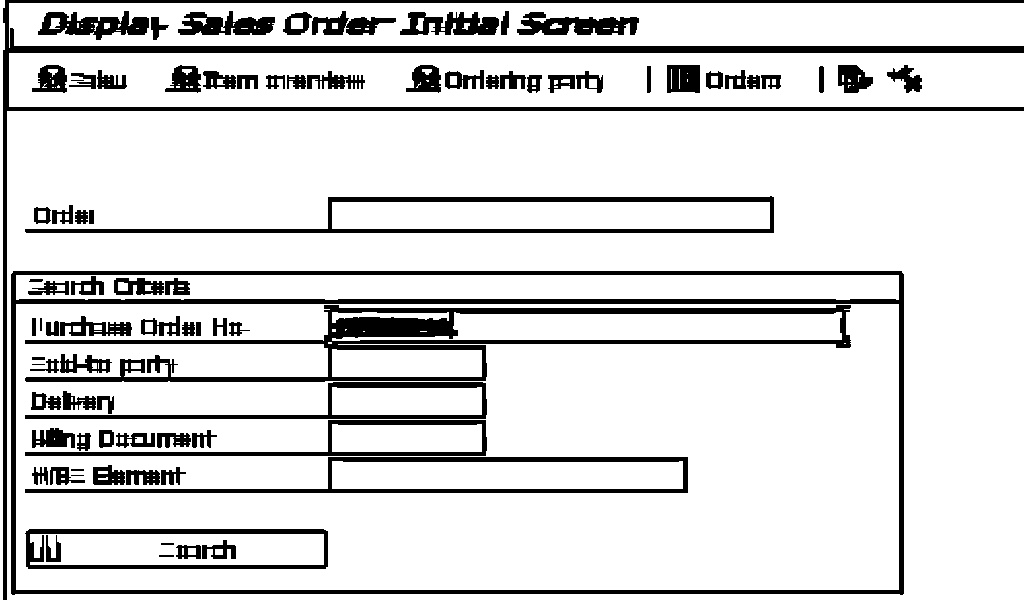 Display Sales Order: Initial Screen
Sales Item overview Ordering party Orders
Order
Search Criteria
Purchase Order No.
Sold-to party
Delivery
Billing Document
WBS Element
Search